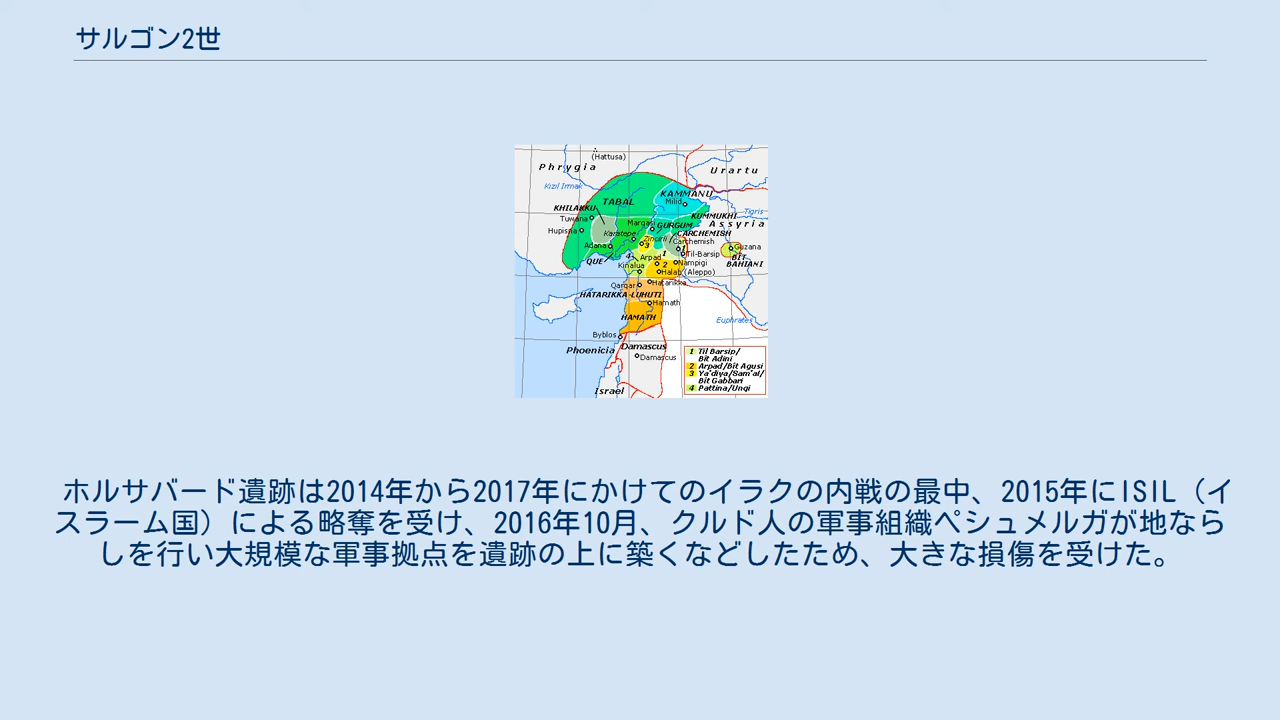 サルゴン2世
(Hattusa)
Phrygia
Urartu
Kizil Irmak
KAMMANU
TABAL
Milid
Tigris
KHILAKKU
KUMMUKHI
Tuwana
Margas
GURGUM
Assyria
Hupisna
Karatepe
CARCHEMISH
Zincirli
Carchemish
Adana
3
1
Guzana
4
1
Til-Barsip
QUE
Arpad
BIT
BAHIANI
Kinalua
2
Nampigi
Halab (Aleppo)
Qarqar
Hatarikka
HATARIKKA-LUHUTI
Hamath
HAMATH
Euphrates
Byblos
Phoenicia
Damascus
Damascus
Israel
1 Til Barsip/
Bit Adini
2 Arpad/Bit Agusi
3 Ya'diya/Sam'al/
Bit Gabbari
4 Pattina/Unqi
ホルサバード遺跡は2014年から2017年にかけてのイラクの内戦の最中、2015年にISIL（イ
スラーム国）による略奪を受け、2016年10月、クルド人の軍事組織ペシュメルガが地なら
しを行い大規模な軍事拠点を遺跡の上に築くなどしたため、大きな損傷を受けた。